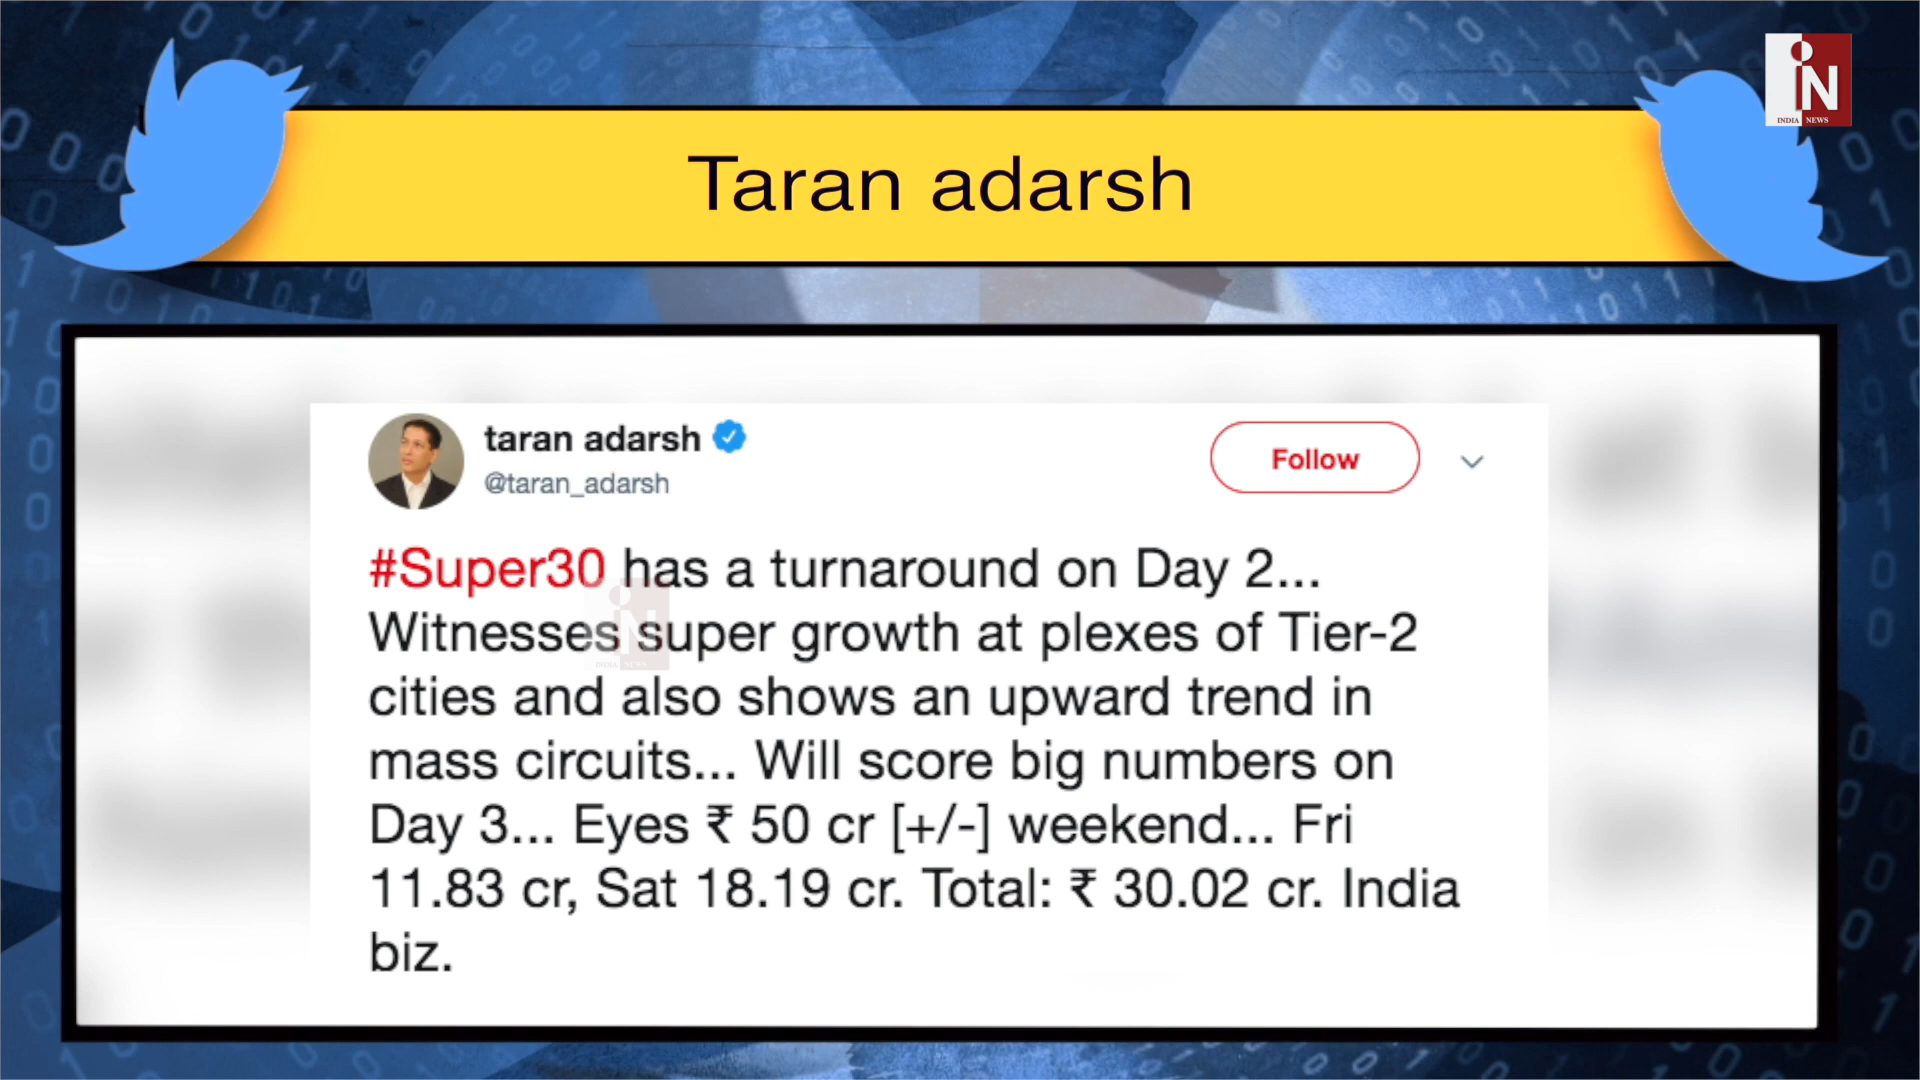 Taran adarsh
INDIA NEWS
taran adarsh
@taran_adarsh
Follow
#Super30 has a turnaround on Day 2...
Witnesses super growth at plexes of Tier-2
cities and also shows an upward trend in
mass circuits... Will score big numbers on
Day 3... Eyes ₹ 50 cr [+/-] weekend... Fri
11.83 cr, Sat 18.19 cr. Total: ₹ 30.02 cr. India
biz.
iN
INDIA NEWS